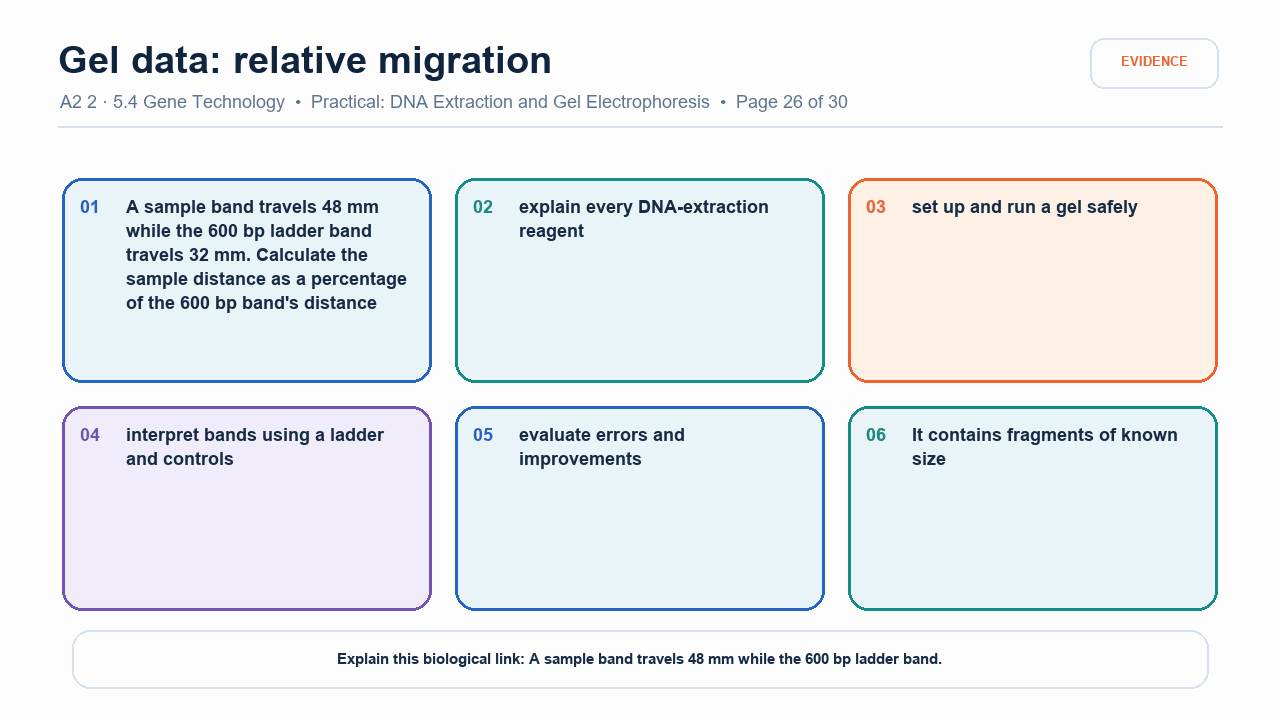 Gel data: relative migration
EVIDENCE
A2 2 · 5.4 Gene Technology • Practical: DNA Extraction and Gel Electrophoresis • Page 26 of 30
01 A sample band travels 48 mm
while the 600 bp ladder band
travels 32 mm. Calculate the
sample distance as a percentage
of the 600 bp band's distance
02 explain every DNA-extraction
reagent
03 set up and run a gel safely
04 interpret bands using a ladder
and controls
05 evaluate errors and
improvements
06 It contains fragments of known
size
Explain this biological link: A sample band travels 48 mm while the 600 bp ladder band.